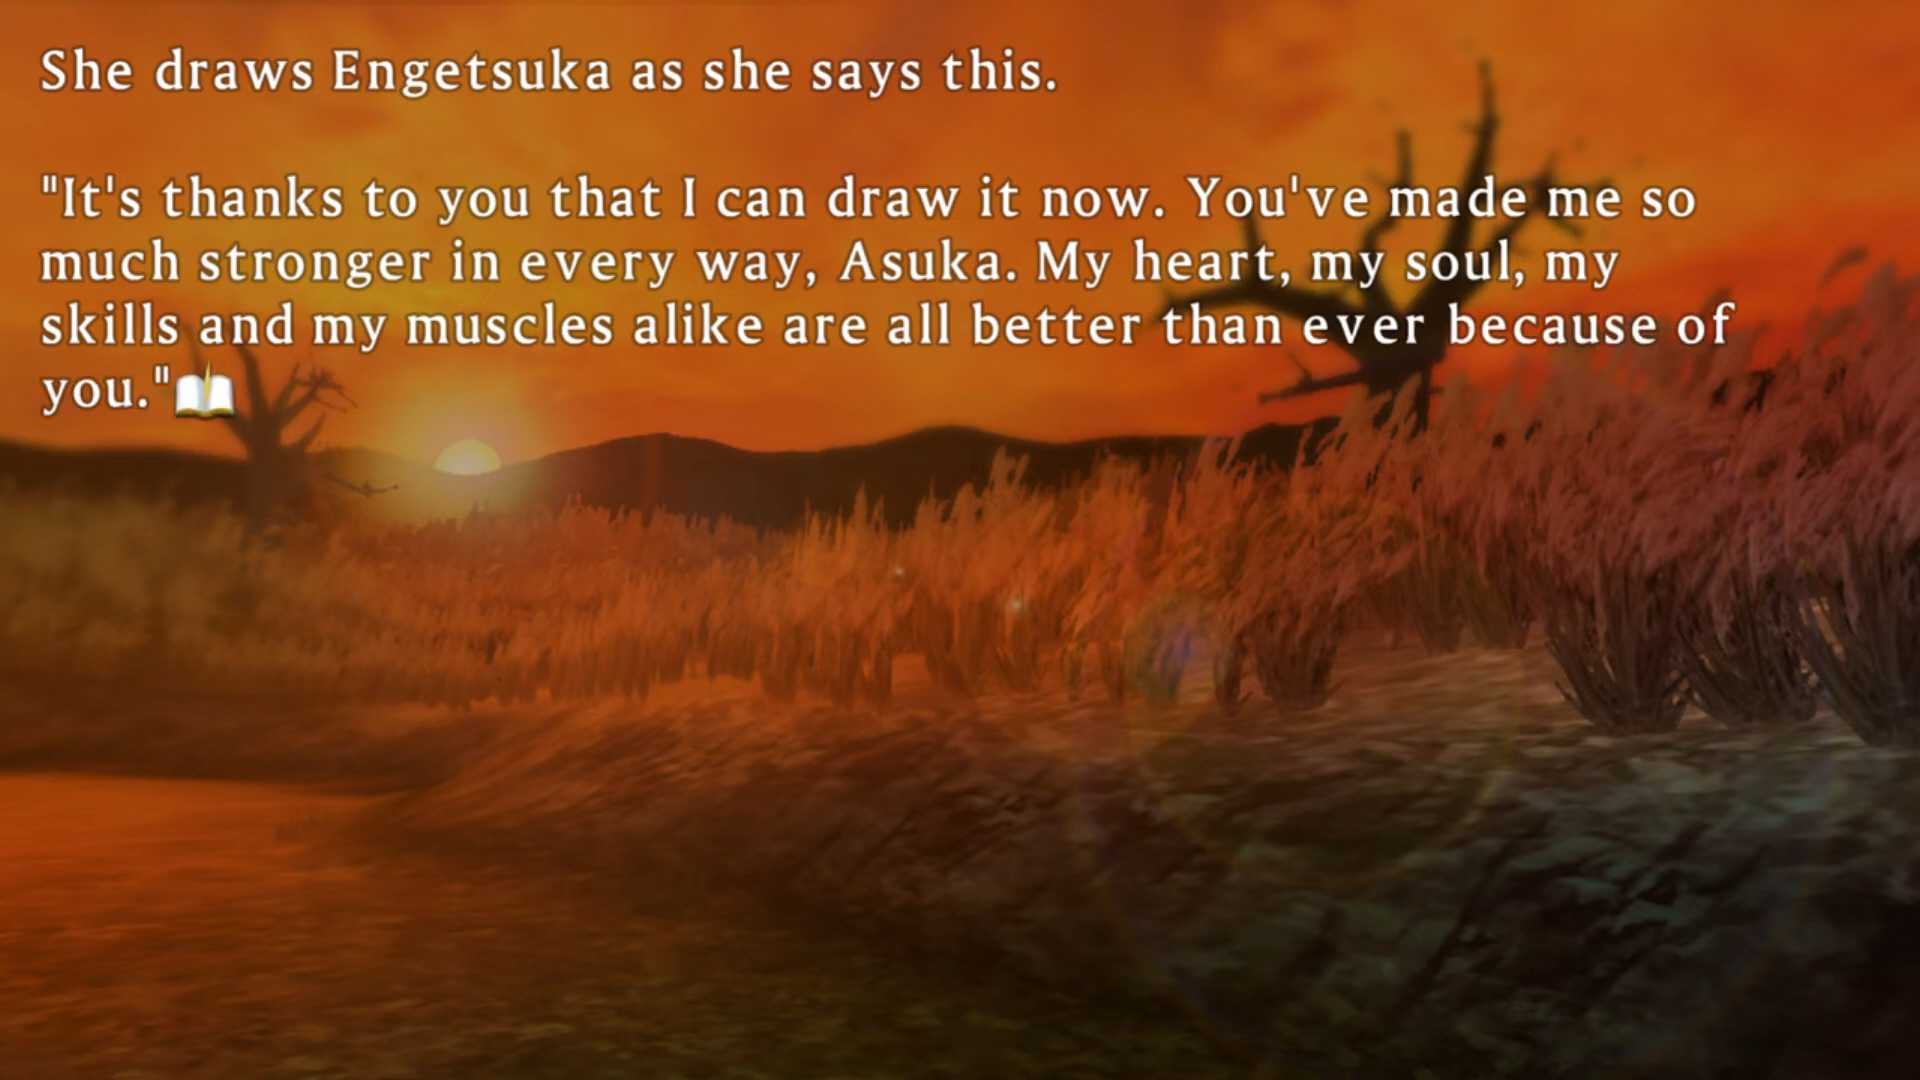 She draws Engetsuka as she says this.
"It's thanks to you that I can draw it now. You've made me so
much stronger in every way, Asuka. My heart, my soul, my
skills and my muscles alike are all better than ever because of
you."